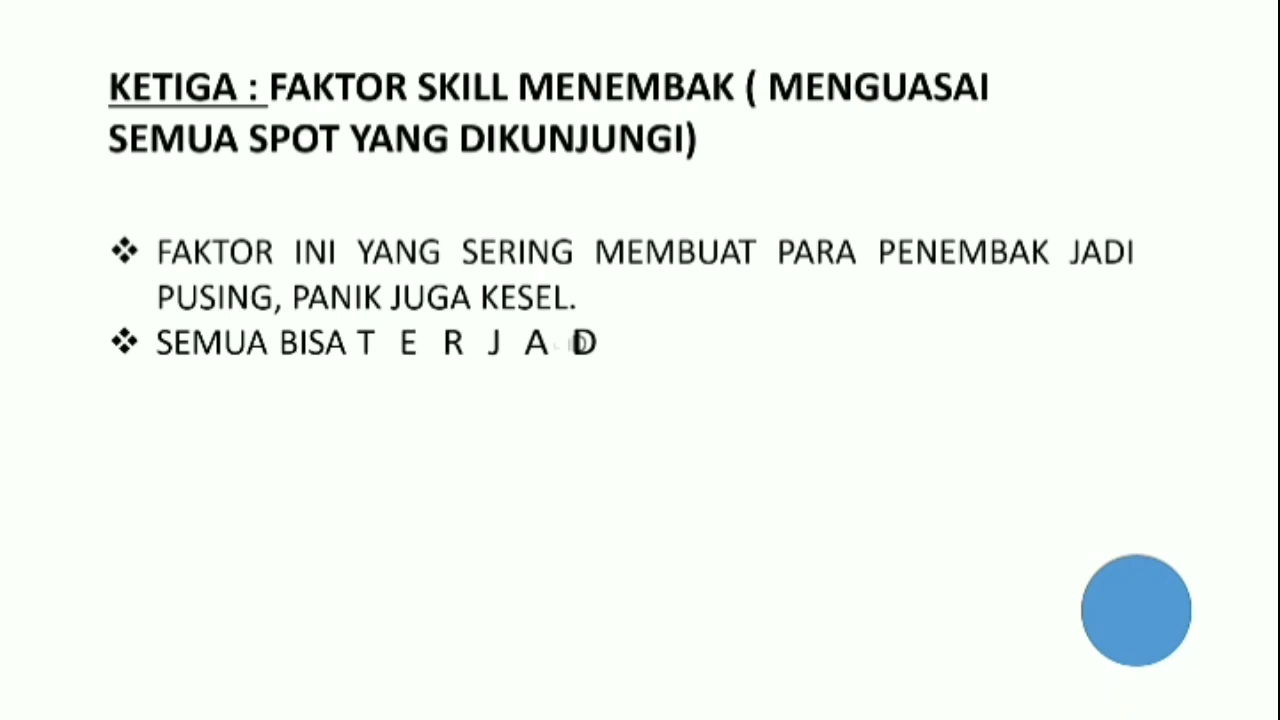 KETIGA : FAKTOR SKILL MENEMBAK ( MENGUASAI
SEMUA SPOT YANG DIKUNJUNGI)
❖ FAKTOR INI YANG SERING MEMBUAT PARA PENEMBAK JADI
PUSING, PANIK JUGA KESEL.
❖ SEMUA BISA T E R J A D